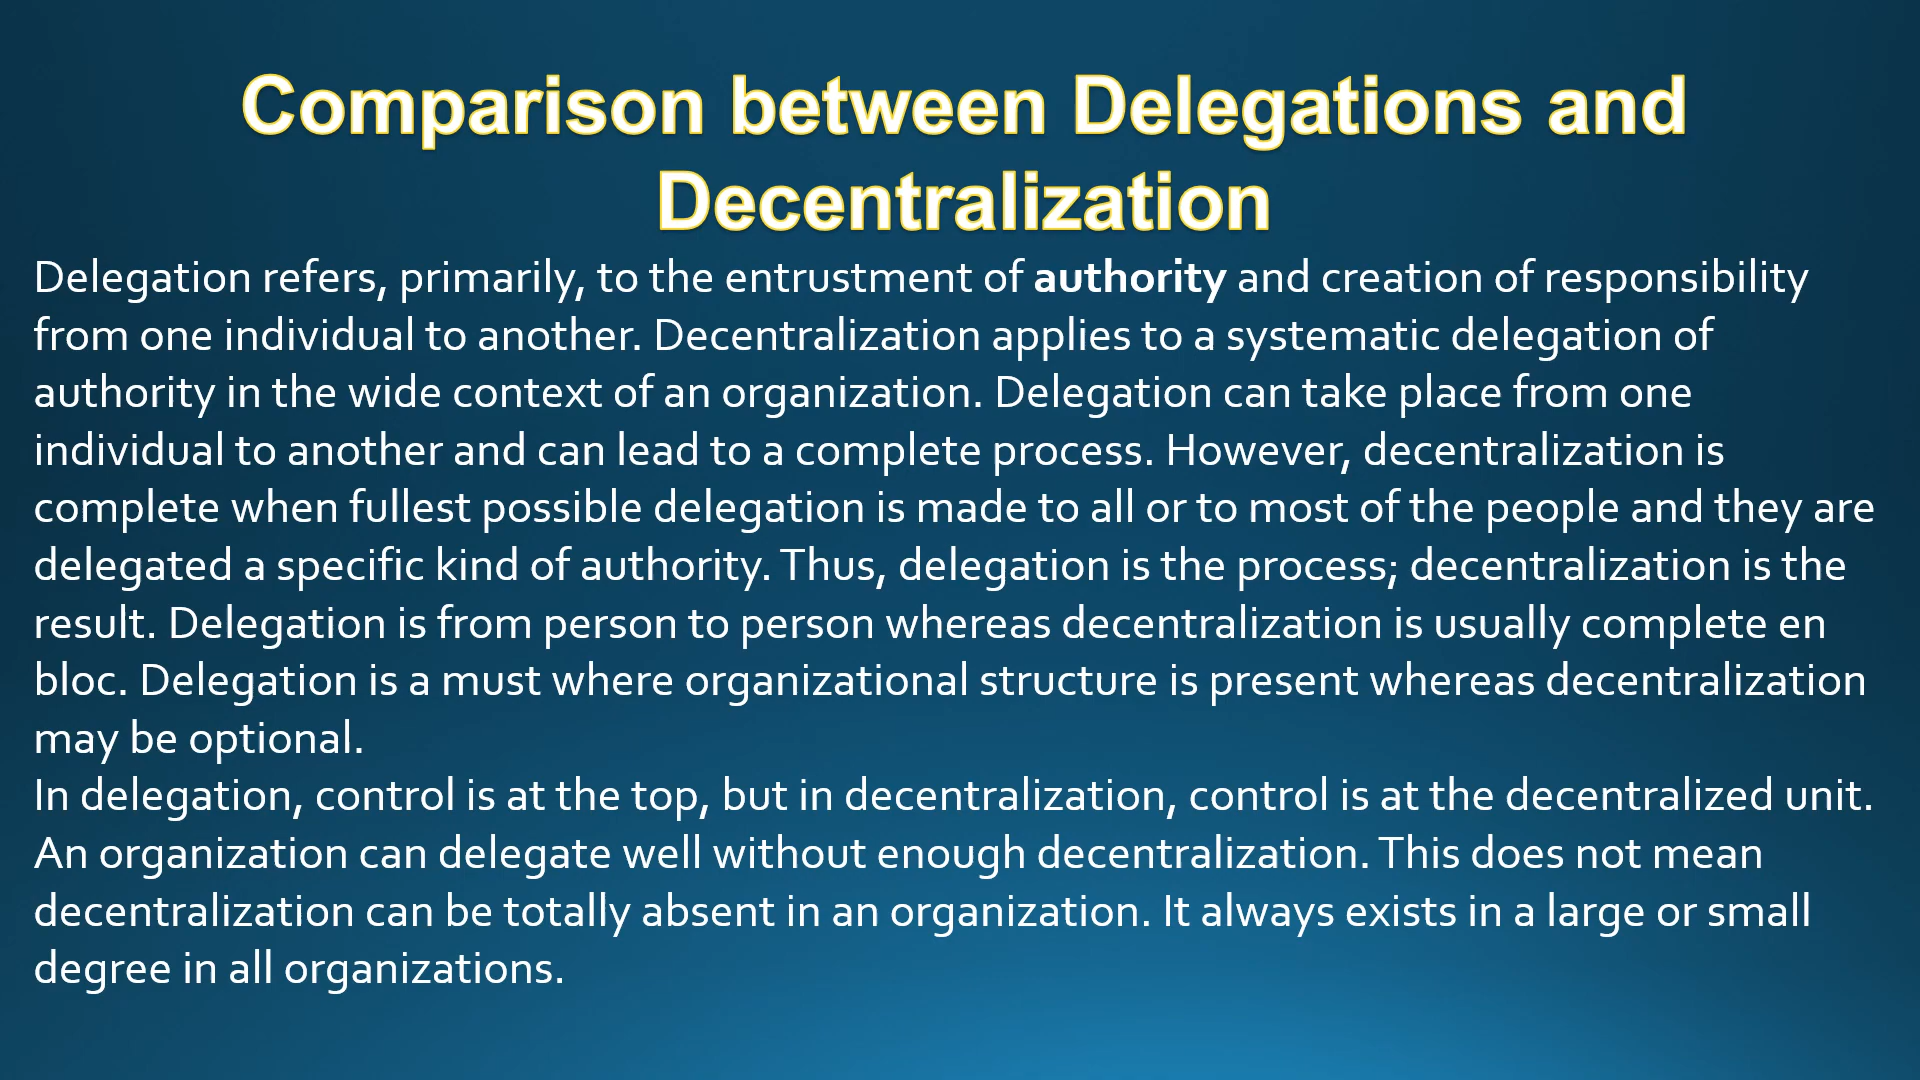 Comparison between Delegations and
Decentralization
Delegation refers, primarily, to the entrustment of authority and creation of responsibility
from one individual to another. Decentralization applies to a systematic delegation of
authority in the wide context of an organization. Delegation can take place from one
individual to another and can lead to a complete process. However, decentralization is
complete when fullest possible delegation is made to all or to most of the people and they are
delegated a specific kind of authority. Thus, delegation is the process; decentralization is the
result. Delegation is from person to person whereas decentralization is usually complete en
bloc. Delegation is a must where organizational structure is present whereas decentralization
may be optional.
In delegation, control is at the top, but in decentralization, control is at the decentralized unit.
An organization can delegate well without enough decentralization. This does not mean
decentralization can be totally absent in an organization. It always exists in a large or small
degree in all organizations.